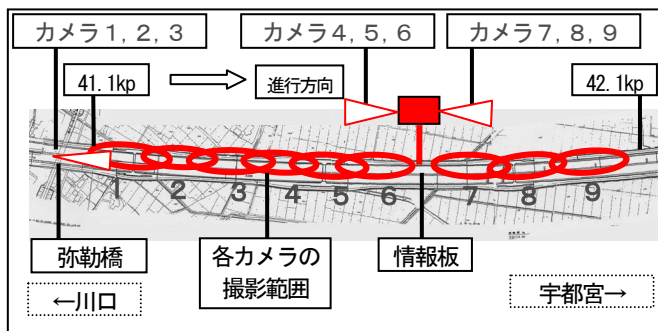 カメラ1,2,3
カメラ4,5,6
カメラ7,8,9
41.1kp
進行方向
42.1kp
1
2
3
4
5
6
7
8
9
弥勒橋
各カメラの
撮影範囲
情報板
←川口
宇都宮→